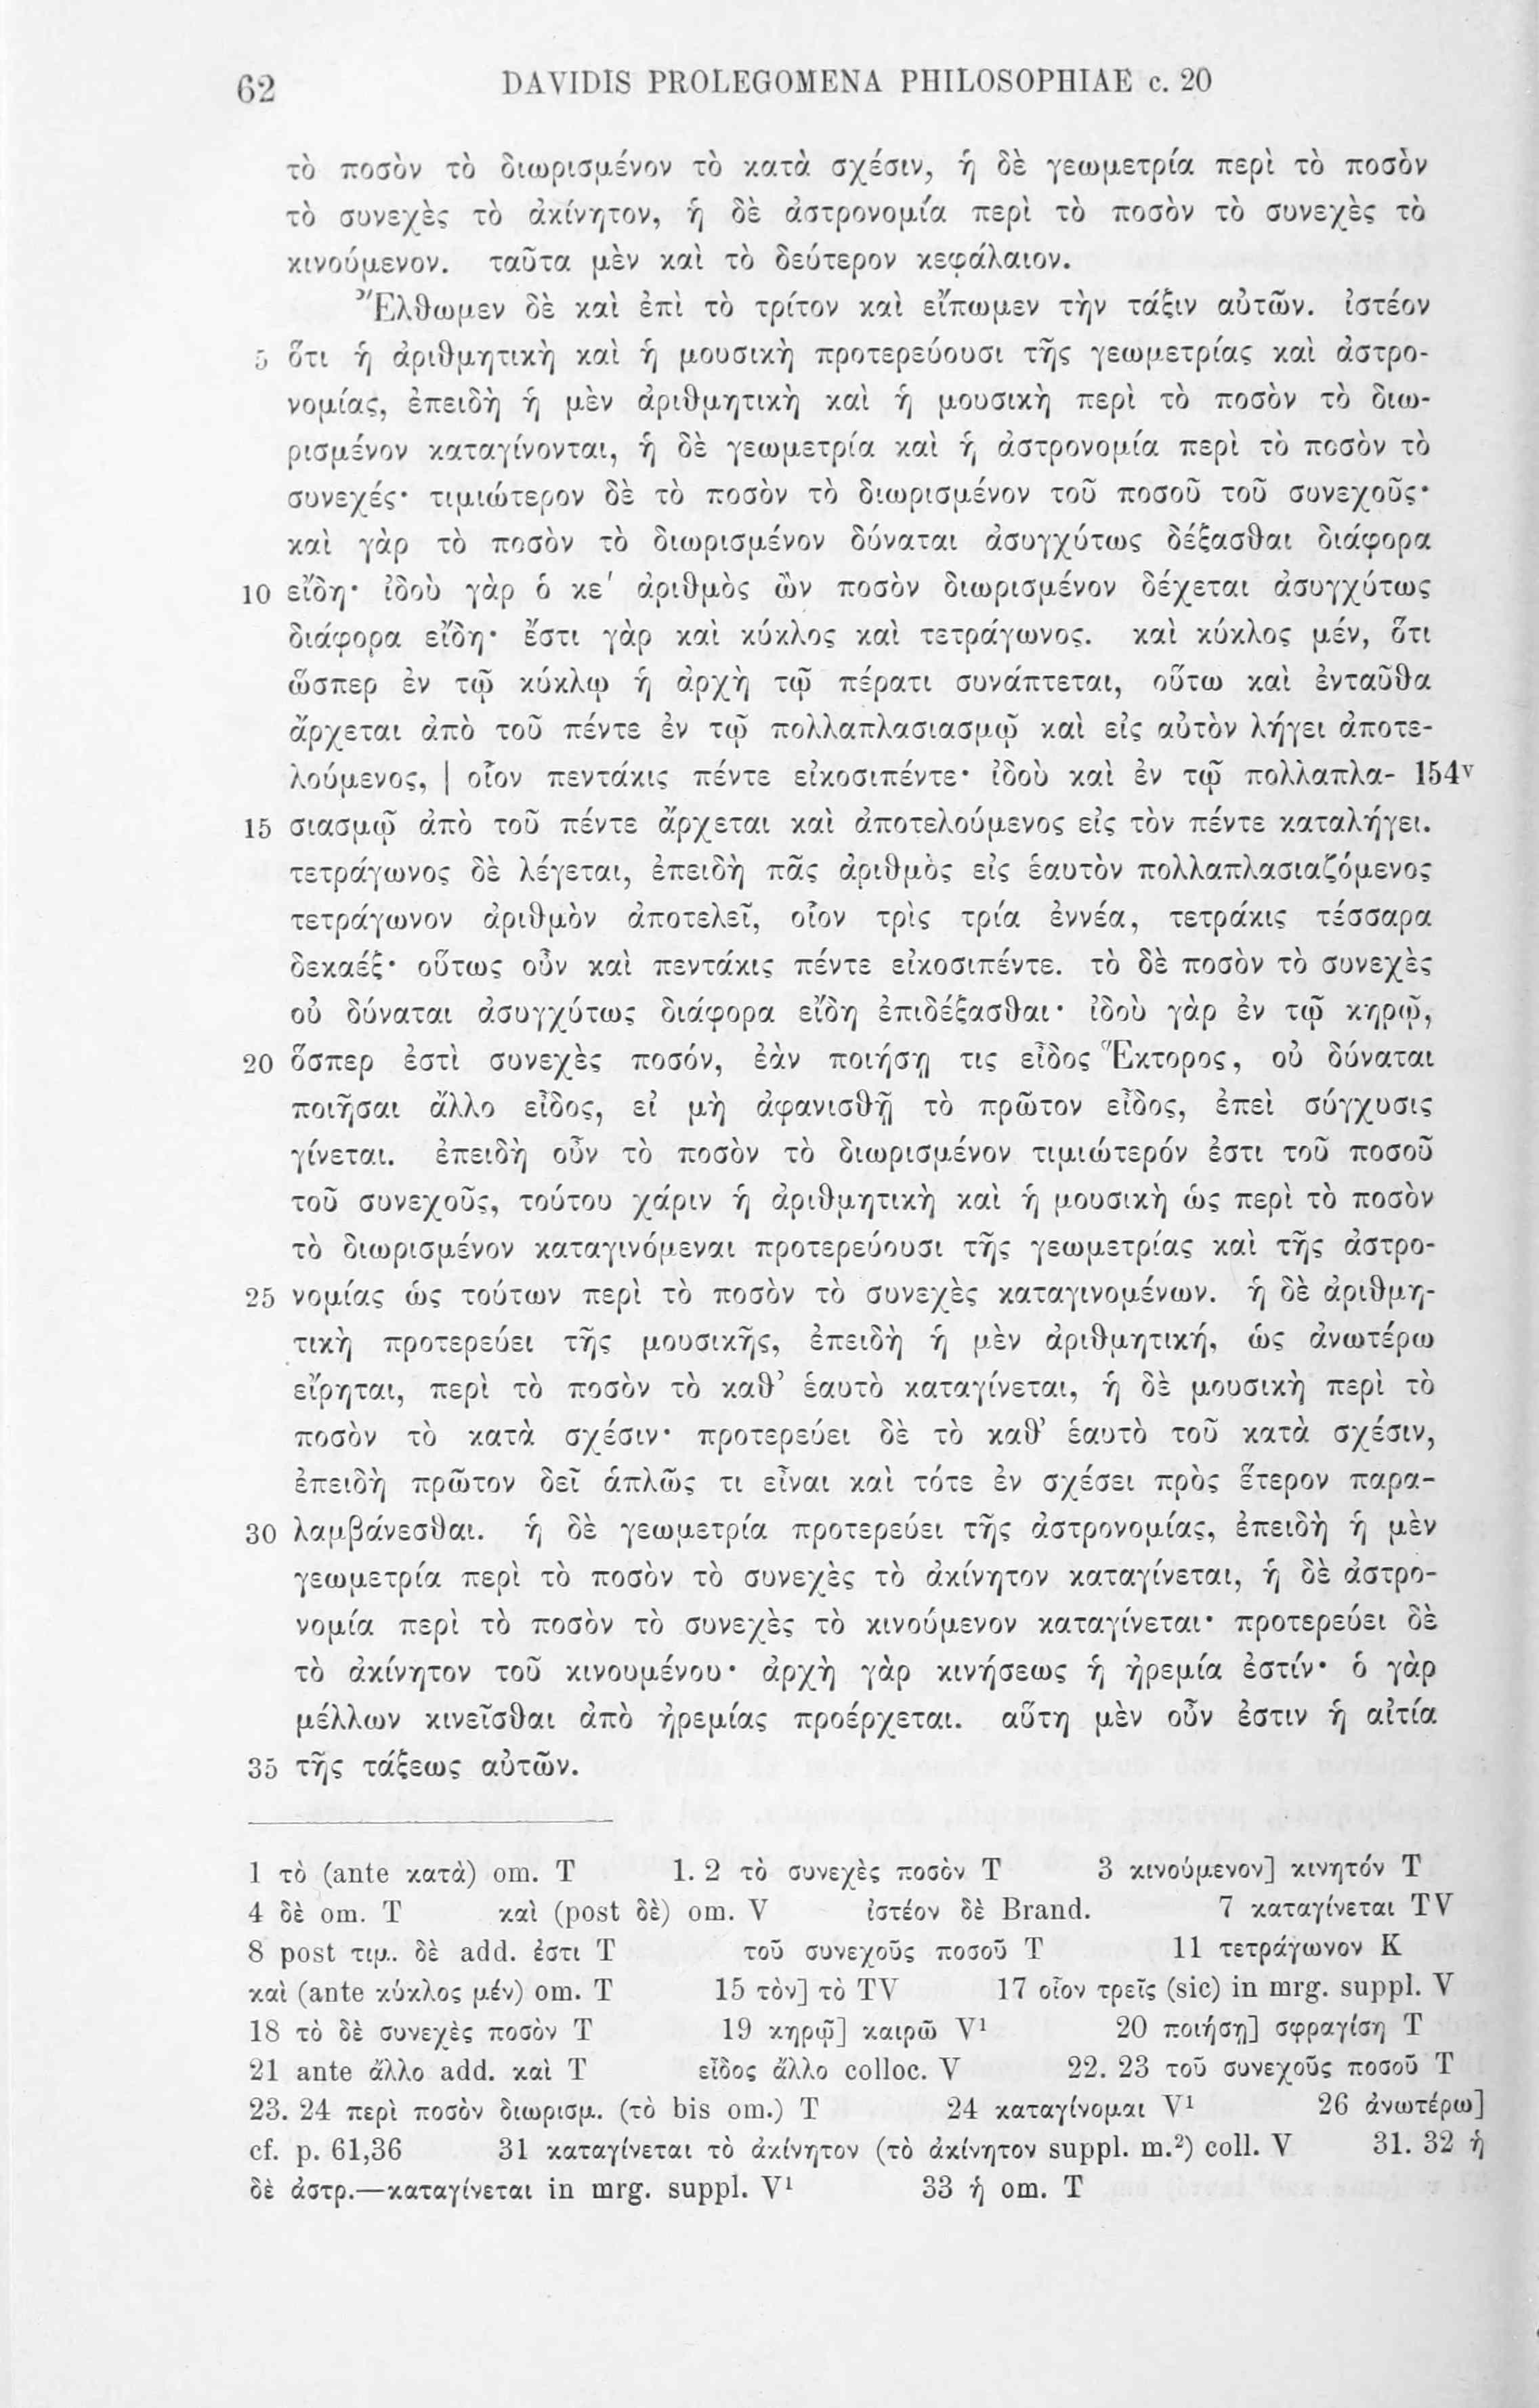 62 DAVIDIS PROLEGOMENA PHILOSOPHIAE c. 20
τὸ ποσὸν τὸ διωρισμένον τὸ κατὰ σχέσιν, ἡ δὲ γεωμετρία περὶ τὸ ποσὸν
τὸ συνεχὲς τὸ ἀκίνητον, ἡ δὲ ἀστρονομία περὶ τὸ ποσὸν τὸ συνεχὲς τὸ
κινούμενον. ταῦτα μὲν καὶ τὸ δεύτερον κεφάλαιον.
Ἔλθωμεν δὲ καὶ ἐπὶ τὸ τρίτον καὶ εἴπωμεν τὴν τάξιν αὐτῶν. ἰστέον
5 ὅτι ἡ ἀριθμητικὴ καὶ ἡ μουσικὴ προτερεύουσι τῆς γεωμετρίας καὶ ἀστρο-
νομίας, ἐπειδὴ ἡ μὲν ἀριθμητικὴ καὶ ἡ μουσικὴ περὶ τὸ ποσὸν τὸ διω-
ρισμένον καταγίνονται, ἡ δὲ γεωμετρία καὶ ἡ ἀστρονομία περὶ τὸ ποσὸν τὸ
συνεχές· τιμιώτερον δὲ τὸ ποσὸν τὸ διωρισμένον τοῦ ποσοῦ τοῦ συνεχοῦς·
καὶ γὰρ τὸ ποσὸν τὸ διωρισμένον δύναται ἀσυγχύτως δέξασθαι διάφορα
10 εἴδη· ἰδοὺ γὰρ ὁ κε΄ ἀριθμὸς ὢν ποσὸν διωρισμένον δέχεται ἀσυγχύτως
διάφορα εἴδη· ἔστι γὰρ καὶ κύκλος καὶ τετράγωνος. καὶ κύκλος μέν, ὅτι
ὥσπερ ἐν τῷ κύκλῳ ἡ ἀρχὴ τῷ πέρατι συνάπτεται, οὕτω καὶ ἐνταῦθα
ἄρχεται ἀπὸ τοῦ πέντε ἐν τῷ πολλαπλασιασμῷ καὶ εἰς αὐτὸν λήγει ἀποτε-
λούμενος, | οἷον πεντάκις πέντε εἰκοσιπέντε· ἰδοὺ καὶ ἐν τῷ πολλαπλα- 154v
15 σιασμῷ ἀπὸ τοῦ πέντε ἄρχεται καὶ ἀποτελούμενος εἰς τὸν πέντε καταλήγει.
τετράγωνος δὲ λέγεται, ἐπειδὴ πᾶς ἀριθμὸς εἰς ἑαυτὸν πολλαπλασιαζόμενος
τετράγωνον ἀριθμὸν ἀποτελεῖ, οἷον τρὶς τρία ἐννέα, τετράκις τέσσαρα
δεκαέξ· οὕτως οὖν καὶ πεντάκις πέντε εἰκοσιπέντε. τὸ δὲ ποσὸν τὸ συνεχὲς
οὐ δύναται ἀσυγχύτως διάφορα εἴδη ἐπιδέξασθαι· ἰδοὺ γὰρ ἐν τῷ κηρῷ,
20 ὅσπερ ἐστὶ συνεχὲς ποσόν, ἐὰν ποιήσῃ τις εἶδος Ἕκτορος, οὐ δύναται
ποιῆσαι ἄλλο εἶδος, εἰ μὴ ἀφανισθῇ τὸ πρῶτον εἶδος, ἐπεὶ σύγχυσις
γίνεται. ἐπειδὴ οὖν τὸ ποσὸν τὸ διωρισμένον τιμιώτερόν ἐστι τοῦ ποσοῦ
τοῦ συνεχοῦς, τούτου χάριν ἡ ἀριθμητικὴ καὶ ἡ μουσικὴ ὡς περὶ τὸ ποσὸν
τὸ διωρισμένον καταγινόμεναι προτερεύουσι τῆς γεωμετρίας καὶ τῆς ἀστρο-
25 νομίας ὡς τούτων περὶ τὸ ποσὸν τὸ συνεχὲς καταγινομένων. ἡ δὲ ἀριθμη-
τικὴ προτερεύει τῆς μουσικῆς, ἐπειδὴ ἡ μὲν ἀριθμητική, ὡς ἀνωτέρω
εἴρηται, περὶ τὸ ποσὸν τὸ καθ' ἑαυτὸ καταγίνεται, ἡ δὲ μουσικὴ περὶ τὸ
ποσὸν τὸ κατὰ σχέσιν· προτερεύει δὲ τὸ καθ' ἑαυτὸ τοῦ κατὰ σχέσιν,
ἐπειδὴ πρῶτον δεῖ ἁπλῶς τι εἶναι καὶ τότε ἐν σχέσει πρὸς ἕτερον παρα-
30 λαμβάνεσθαι. ἡ δὲ γεωμετρία προτερεύει τῆς ἀστρονομίας, ἐπειδὴ ἡ μὲν
γεωμετρία περὶ τὸ ποσὸν τὸ συνεχὲς τὸ ἀκίνητον καταγίνεται, ἡ δὲ ἀστρο-
νομία περὶ τὸ ποσὸν τὸ συνεχὲς τὸ κινούμενον καταγίνεται· προτερεύει δὲ
τὸ ἀκίνητον τοῦ κινουμένου· ἀρχὴ γὰρ κινήσεως ἡ ἠρεμία ἐστίν· ὁ γὰρ
μέλλων κινεῖσθαι ἀπὸ ἠρεμίας προέρχεται. αὕτη μὲν οὖν ἐστιν ἡ αἰτία
35 τῆς τάξεως αὐτῶν.
1 τὸ (ante κατὰ) om. T 1. 2 τὸ συνεχὲς ποσὸν T 3 κινούμενον] κινητόν T
4 δὲ om. T καὶ (post δὲ) om. V ἰστέον δὲ Brand. 7 καταγίνεται TV
8 post τιμ. δὲ add. ἐστι T τοῦ συνεχοῦς ποσοῦ T 11 τετράγωνον K
καὶ (ante κύκλος μέν) om. T 15 τὸν] τὸ TV 17 οἷον τρεῖς (sic) in mrg. suppl. V
18 τὸ δὲ συνεχὲς ποσὸν T 19 κηρῷ] καιρῶ V¹ 20 ποιήσῃ] σφραγίση T
21 ante ἄλλο add. καὶ T εἶδος ἄλλο colloc. V 22. 23 τοῦ συνεχοῦς ποσοῦ T
23. 24 περὶ ποσὸν διωρισμ. (τὸ bis om.) T 24 καταγίνομαι V¹ 26 ἀνωτέρω]
cf. p. 61,36 31 καταγίνεται τὸ ἀκίνητον (τὸ ἀκίνητον suppl. m.²) coll. V 31. 32 ἡ
δὲ ἀστρ.—καταγίνεται in mrg. suppl. V¹ 33 ἡ om. T